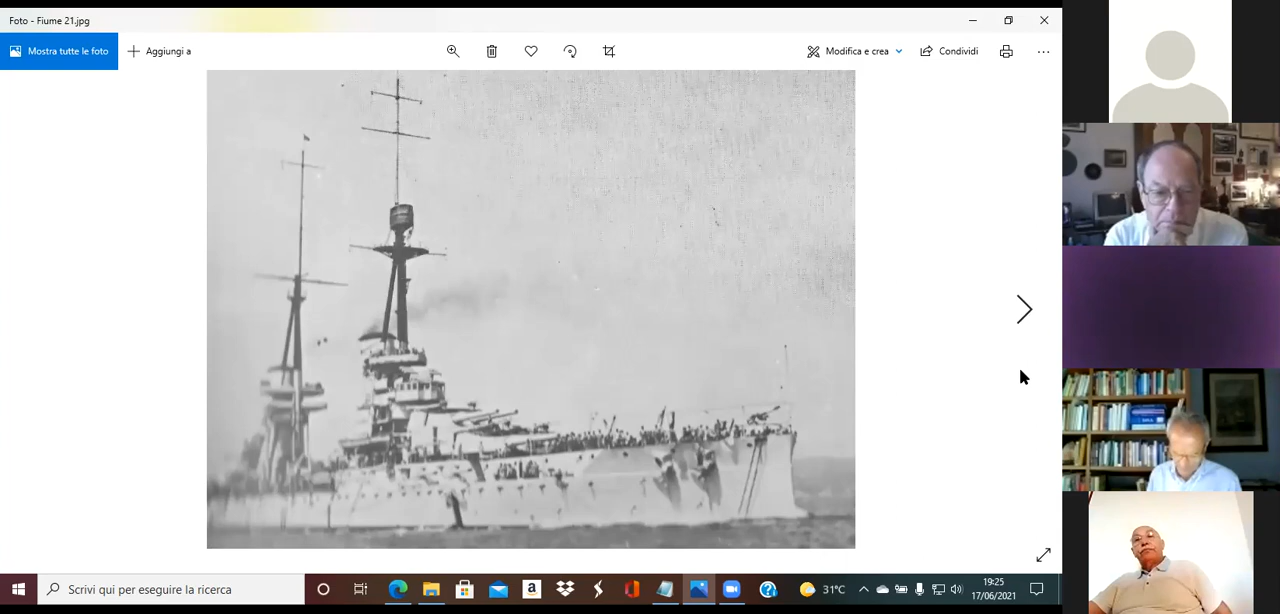 Foto - Fiume 21.jpg
Mostra tutte le foto
Aggiungi a
Modifica e crea
Condividi
Scrivi qui per eseguire la ricerca
31°C
19:25
17/06/2021